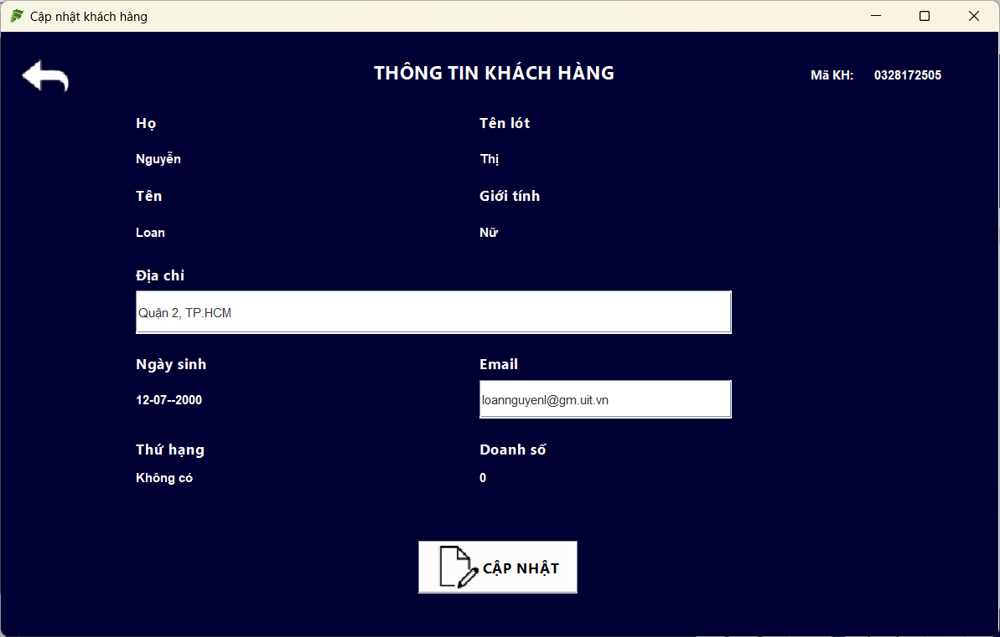 Cập nhật khách hàng
THÔNG TIN KHÁCH HÀNG
Mã KH: 0328172505
Họ
Tên lót
Nguyễn
Thị
Tên
Giới tính
Loan
Nữ
Địa chỉ
Quận 2, TP.HCM
Ngày sinh
Email
12-07--2000
loannguyenl@gm.uit.vn
Thứ hạng
Doanh số
Không có
0
CẬP NHẬT